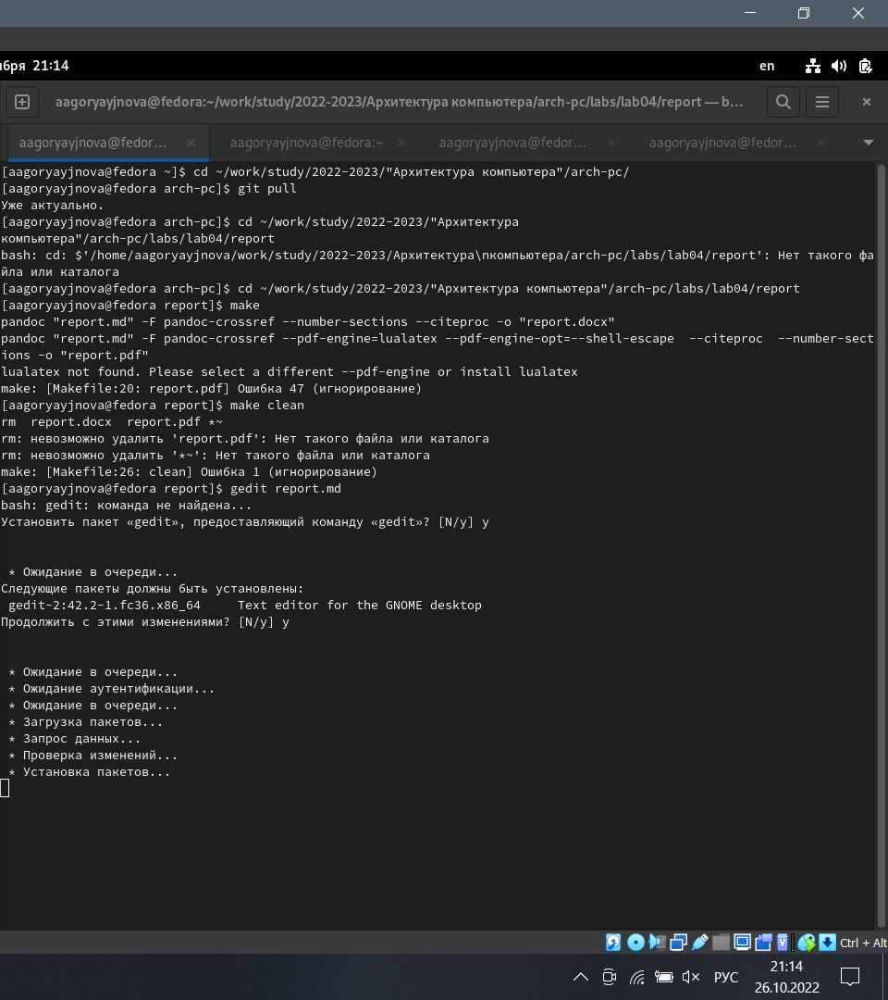 21:14
en
aagoryayjnova@fedora:~/work/study/2022-2023/Архитектура компьютера/arch-pc/labs/lab04/report — b...
aagoryayjnova@fedor... aagoryayjnova@fedora:~ aagoryayjnova@fedor... aagoryayjnova@fedor...
[aagoryayjnova@fedora ~]$ cd ~/work/study/2022-2023/"Архитектура компьютера"/arch-pc/
[aagoryayjnova@fedora arch-pc]$ git pull
Уже актуально.
[aagoryayjnova@fedora arch-pc]$ cd ~/work/study/2022-2023/"Архитектура
компьютера"/arch-pc/labs/lab04/report
bash: cd: $'/home/aagoryayjnova/work/study/2022-2023/Архитектура\nкомпьютера/arch-pc/labs/lab04/report': Нет такого фа
йла или каталога
[aagoryayjnova@fedora arch-pc]$ cd ~/work/study/2022-2023/"Архитектура компьютера"/arch-pc/labs/lab04/report
[aagoryayjnova@fedora report]$ make
pandoc "report.md" -F pandoc-crossref --number-sections --citeproc -o "report.docx"
pandoc "report.md" -F pandoc-crossref --pdf-engine=lualatex --pdf-engine-opt=--shell-escape  --citeproc  --number-sect
ions -o "report.pdf"
lualatex not found. Please select a different --pdf-engine or install lualatex
make: [Makefile:20: report.pdf] Ошибка 47 (игнорирование)
[aagoryayjnova@fedora report]$ make clean
rm  report.docx  report.pdf *~
rm: невозможно удалить 'report.pdf': Нет такого файла или каталога
rm: невозможно удалить '*~': Нет такого файла или каталога
make: [Makefile:26: clean] Ошибка 1 (игнорирование)
[aagoryayjnova@fedora report]$ gedit report.md
bash: gedit: команда не найдена...
Установить пакет «gedit», предоставляющий команду «gedit»? [N/y] y
* Ожидание в очереди...
Следующие пакеты должны быть установлены:
gedit-2:42.2-1.fc36.x86_64     Text editor for the GNOME desktop
Продолжить с этими изменениями? [N/y] y
* Ожидание в очереди...
* Ожидание аутентификации...
* Ожидание в очереди...
* Загрузка пакетов...
* Запрос данных...
* Проверка изменений...
* Установка пакетов...
Ctrl + Alt
РУС
21:14
26.10.2022